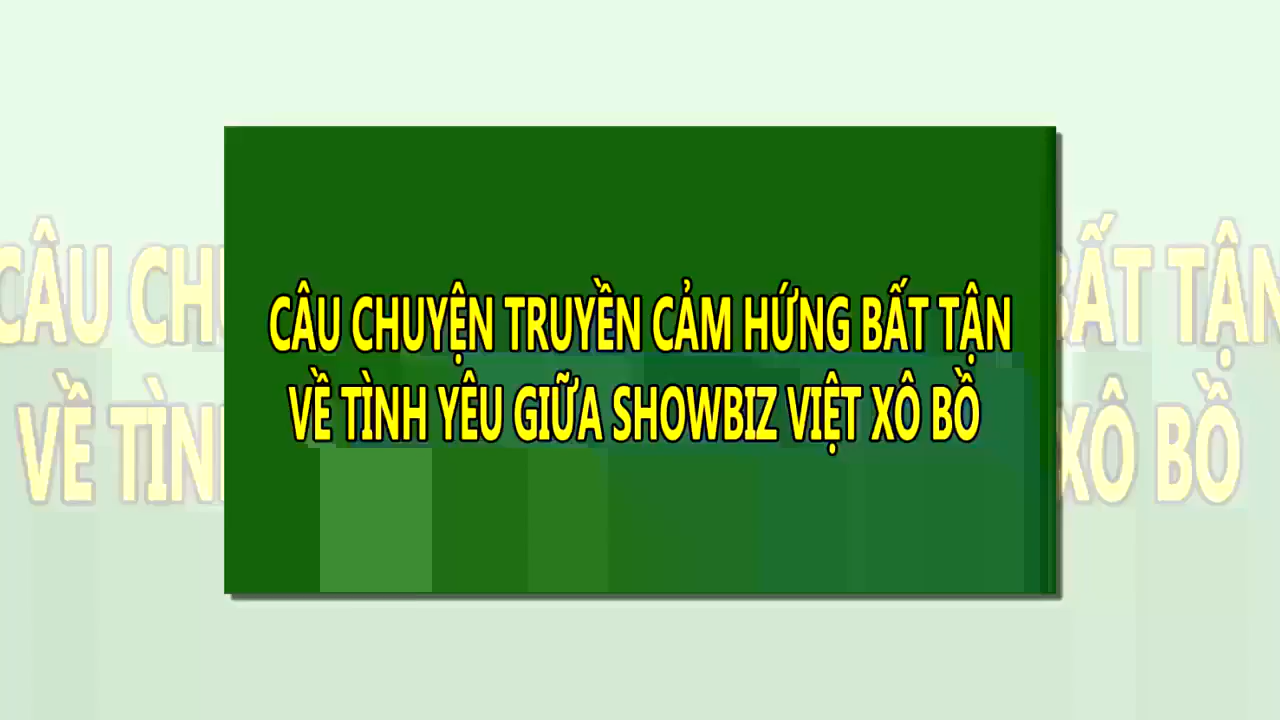 CÂU CHUYỆN TRUYỀN CẢM HỨNG BẤT TẬN
VỀ TÌNH YÊU GIỮA SHOWBIZ VIỆT XÔ BỒ